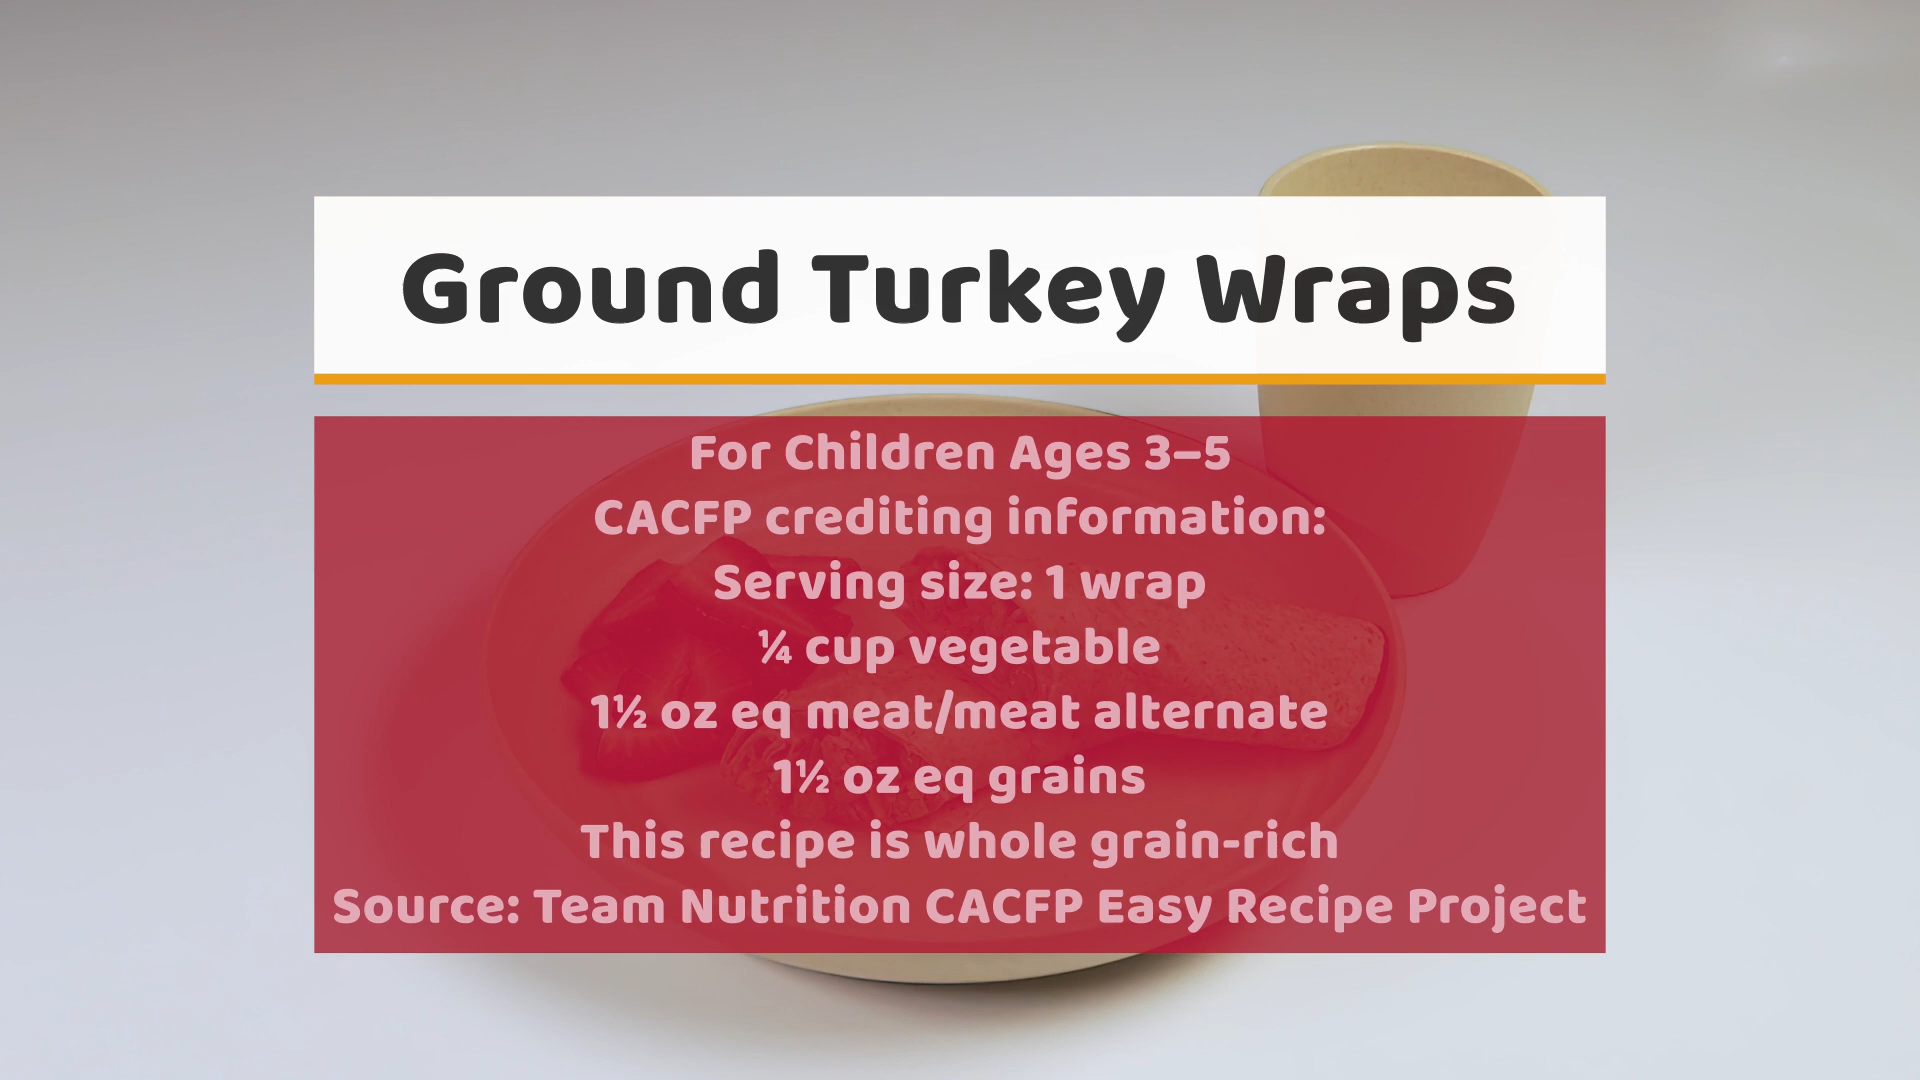 Ground Turkey Wraps
For Children Ages 3–5
CACFP crediting information:
Serving size: 1 wrap
¼ cup vegetable
1½ oz eq meat/meat alternate
1½ oz eq grains
This recipe is whole grain-rich
Source: Team Nutrition CACFP Easy Recipe Project